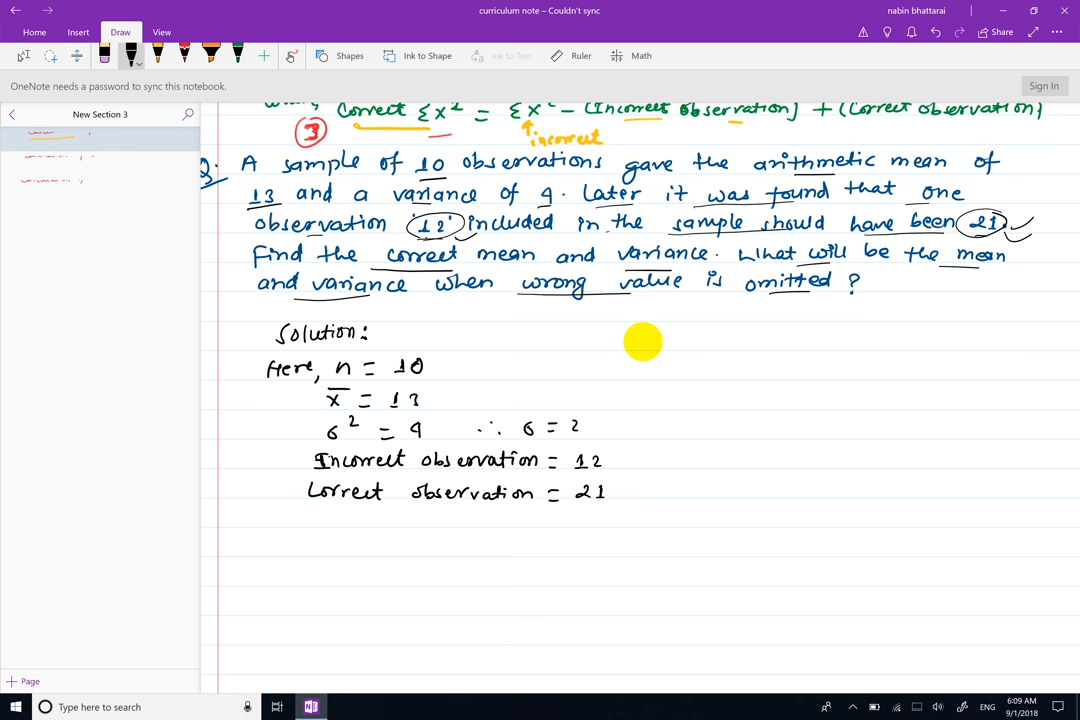 curriculum note – Couldn't sync
nabin bhattarai
Home Insert Draw View
Share
Shapes Ink to Shape Ink to Text Ruler Math
OneNote needs a password to sync this notebook.
Sign In
New Section 3
Correct Σx² = Σx² – (Incorrect observation) + (Correct observation)
③ ↑incorrect
Q. A sample of 10 observations gave the arithmetic mean of
13 and a variance of 4. Later it was found that one
observation '12' included in the sample should have been 21.
Find the correct mean and variance. What will be the mean
and variance when wrong value is omitted?
Solution:
Here, n = 10
x̄ = 13
σ² = 4 ∴ σ = 2
Incorrect observation = 12
Correct observation = 21
+ Page
Type here to search
ENG
6:09 AM
9/1/2018